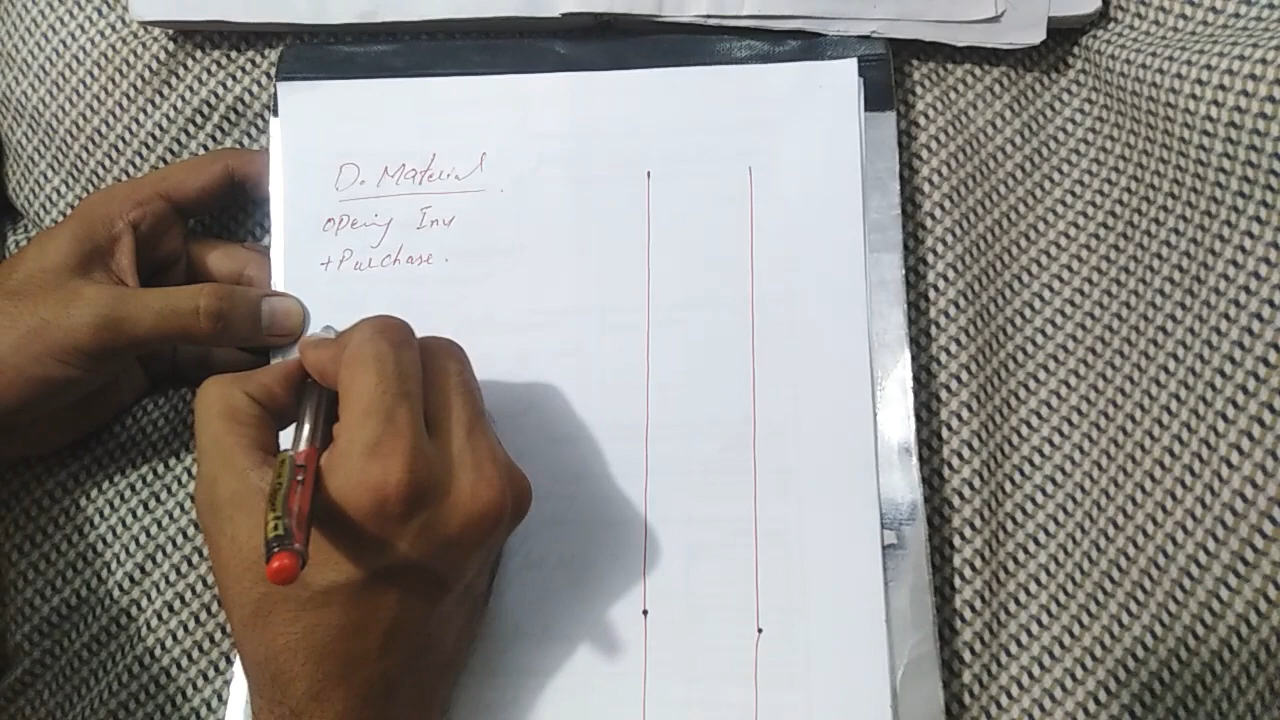 D. Material
opening Inv
+Purchase.